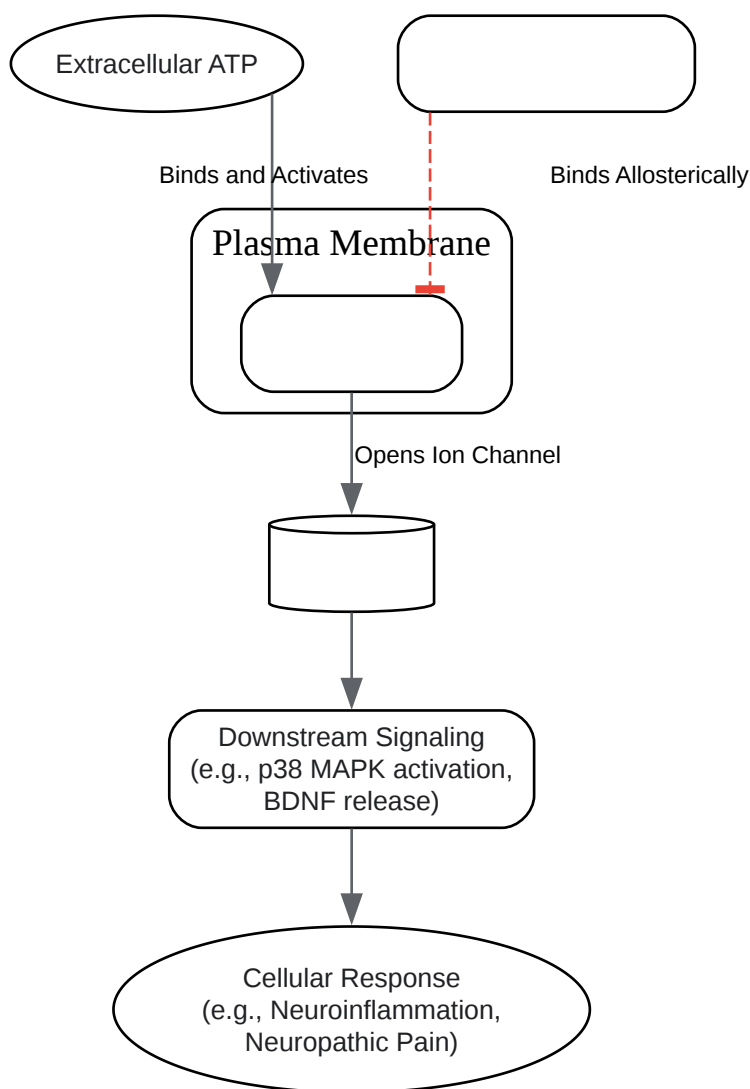 Extracellular ATP
Binds and Activates
Binds Allosterically
Plasma Membrane
Opens Ion Channel
Downstream Signaling
(e.g., p38 MAPK activation,
BDNF release)
Cellular Response
(e.g., Neuroinflammation,
Neuropathic Pain)